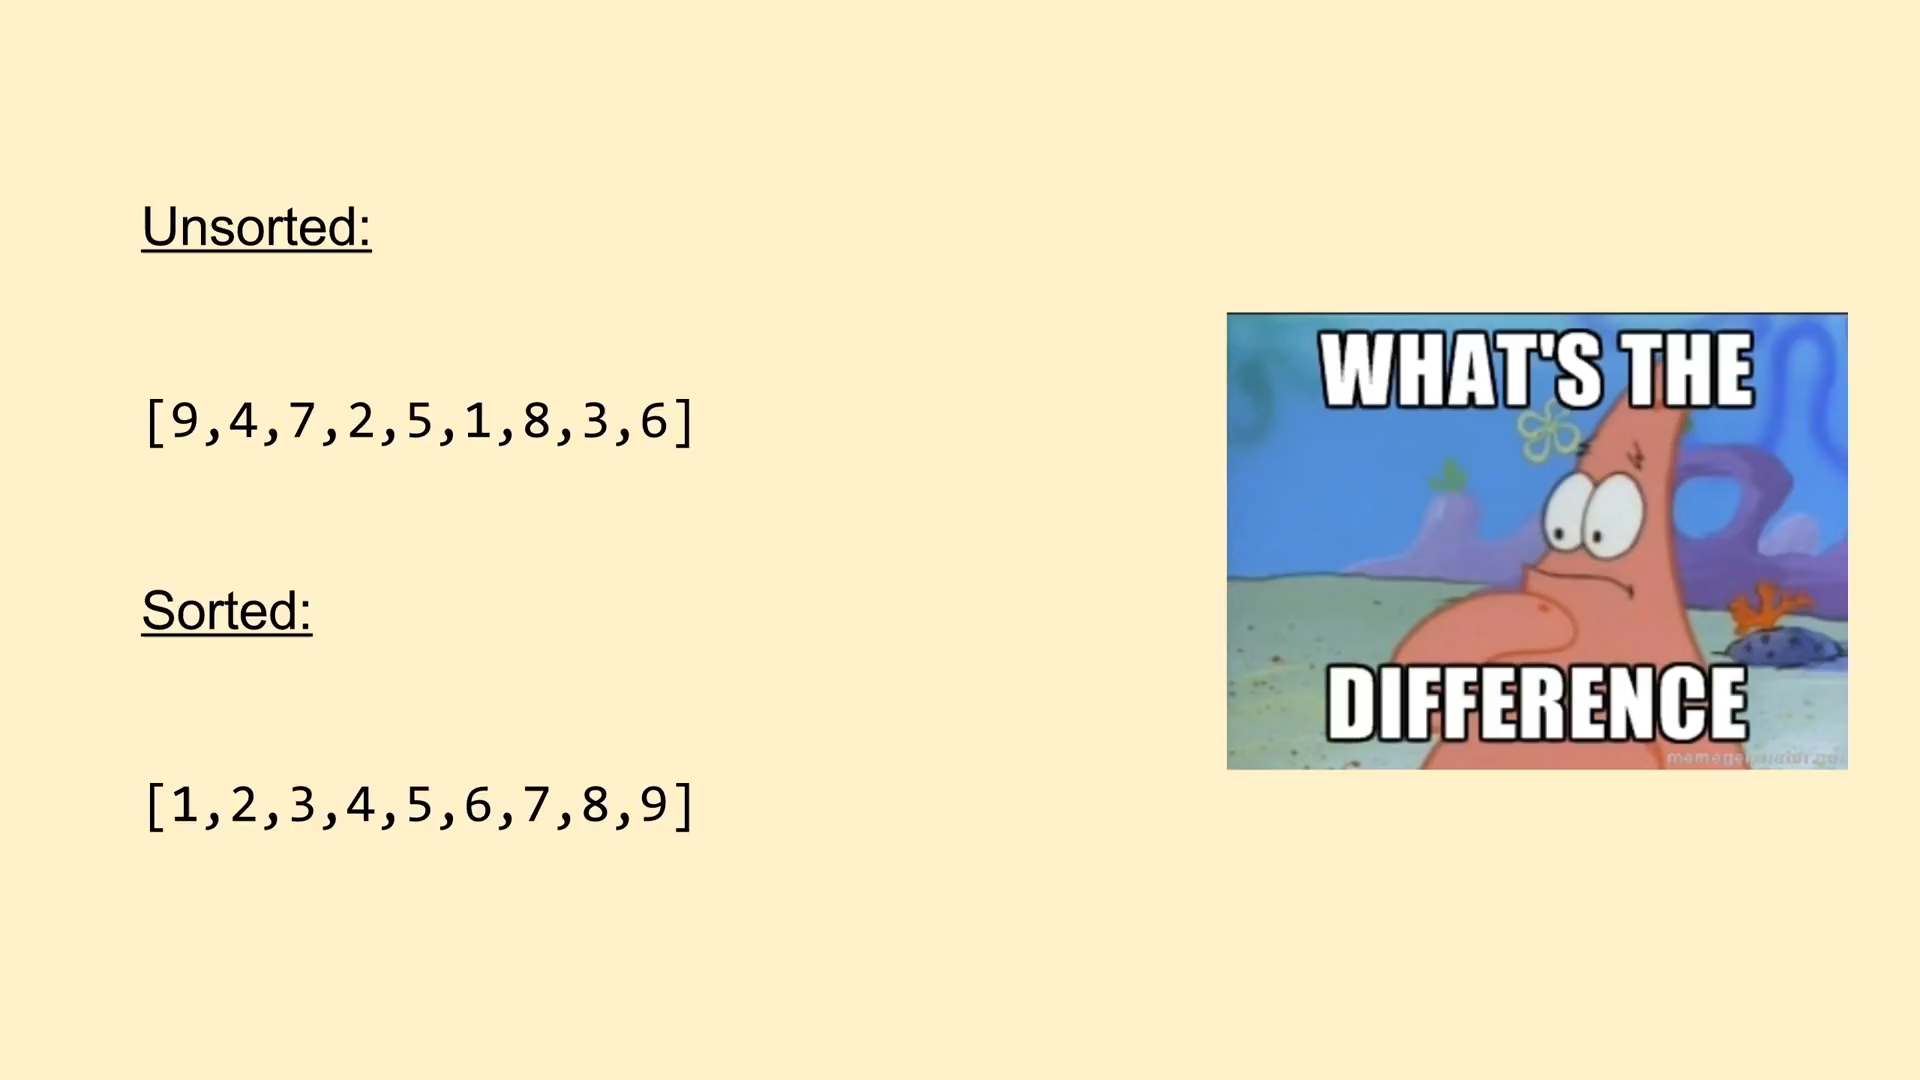 Unsorted:
[9,4,7,2,5,1,8,3,6]
Sorted:
[1,2,3,4,5,6,7,8,9]
WHAT'S THE
DIFFERENCE